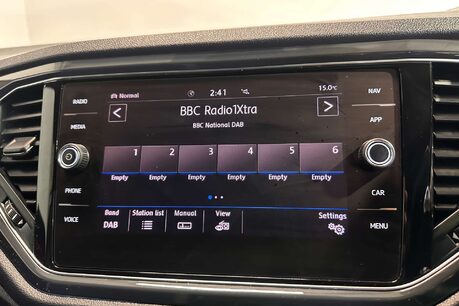 Normal 2:41 15.0°C
RADIO
MEDIA
PHONE
VOICE
< BBC Radio1Xtra >
BBC National DAB
1 2 3 4 5 6
Empty Empty Empty Empty Empty Empty
Band Station list Manual View Settings
DAB
NAV
APP
CAR
MENU